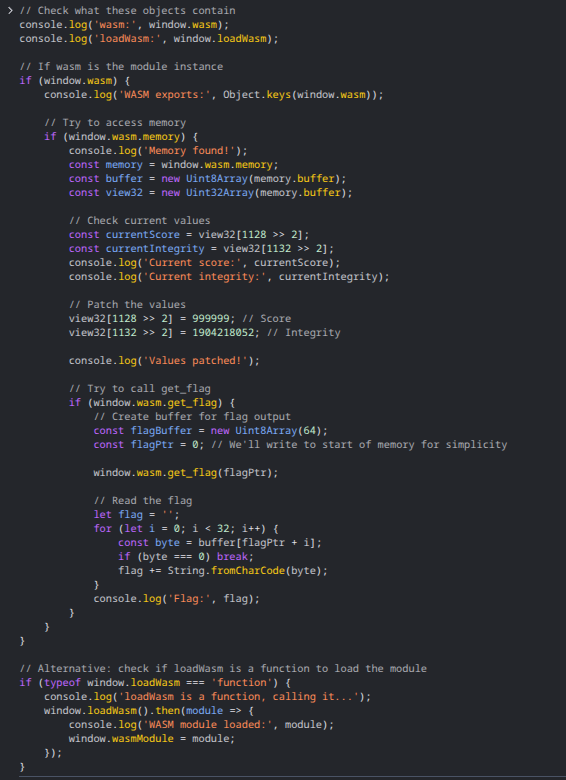 > // Check what these objects contain
console.log('wasm:', window.wasm);
console.log('loadWasm:', window.loadWasm);

// If wasm is the module instance
if (window.wasm) {
    console.log('WASM exports:', Object.keys(window.wasm));

    // Try to access memory
    if (window.wasm.memory) {
        console.log('Memory found!');
        const memory = window.wasm.memory;
        const buffer = new Uint8Array(memory.buffer);
        const view32 = new Uint32Array(memory.buffer);

        // Check current values
        const currentScore = view32[1128 >> 2];
        const currentIntegrity = view32[1132 >> 2];
        console.log('Current score:', currentScore);
        console.log('Current integrity:', currentIntegrity);

        // Patch the values
        view32[1128 >> 2] = 999999; // Score
        view32[1132 >> 2] = 1904218052; // Integrity

        console.log('Values patched!');

        // Try to call get_flag
        if (window.wasm.get_flag) {
            // Create buffer for flag output
            const flagBuffer = new Uint8Array(64);
            const flagPtr = 0; // We'll write to start of memory for simplicity

            window.wasm.get_flag(flagPtr);

            // Read the flag
            let flag = '';
            for (let i = 0; i < 32; i++) {
                const byte = buffer[flagPtr + i];
                if (byte === 0) break;
                flag += String.fromCharCode(byte);
            }
            console.log('Flag:', flag);
        }
    }
}

// Alternative: check if loadWasm is a function to load the module
if (typeof window.loadWasm === 'function') {
    console.log('loadWasm is a function, calling it...');
    window.loadWasm().then(module => {
        console.log('WASM module loaded:', module);
        window.wasmModule = module;
    });
}